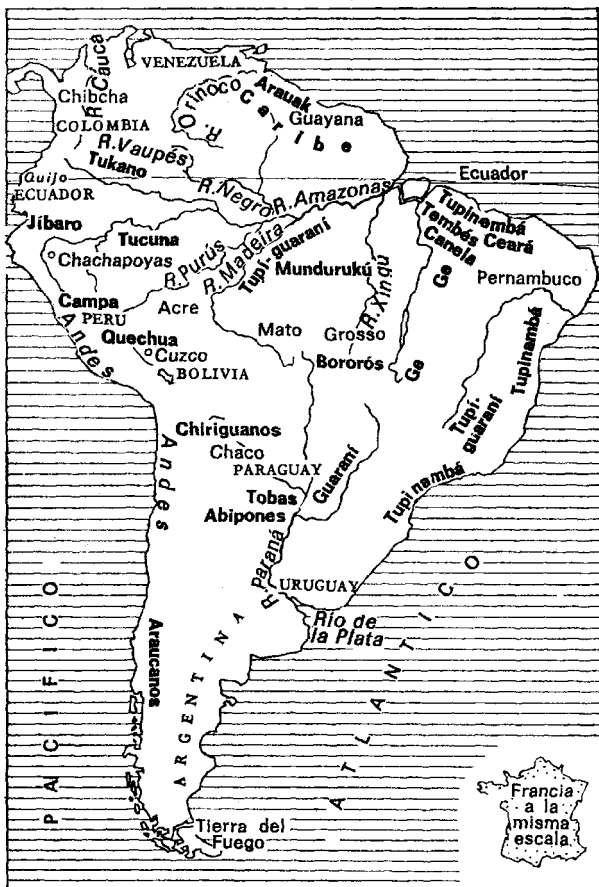 VENEZUELA
R. Cauca
Chibcha
COLOMBIA
R. Orinoco
Arauak
Caribe
Guayana
R. Vaupés
Tukano
Quijo
ECUADOR
R. Negro
R. Amazonas
Ecuador
Jíbaro
Tucuna
Chachapoyas
R. Purús
R. Madeira
Tupí-guaraní
Mundurukú
R. Xingu
Tupinembá
Tembés Ceará
Canela
Ge
Pernambuco
Campa
PERU
Acre
Andes
Quechua
Cuzco
BOLIVIA
Mato
Grosso
Bororós
Ge
Tupí-
guaraní
Tupinambá
Chiriguanos
Chaco
PARAGUAY
Andes
Tobas
Abipones
Guaraní
Tupinambá
R. Paraná
URUGUAY
Río de
la Plata
PACIFICO
Araucanos
ARGENTINA
ATLANTICO
Tierra del
Fuego
Francia
a la
misma
escala